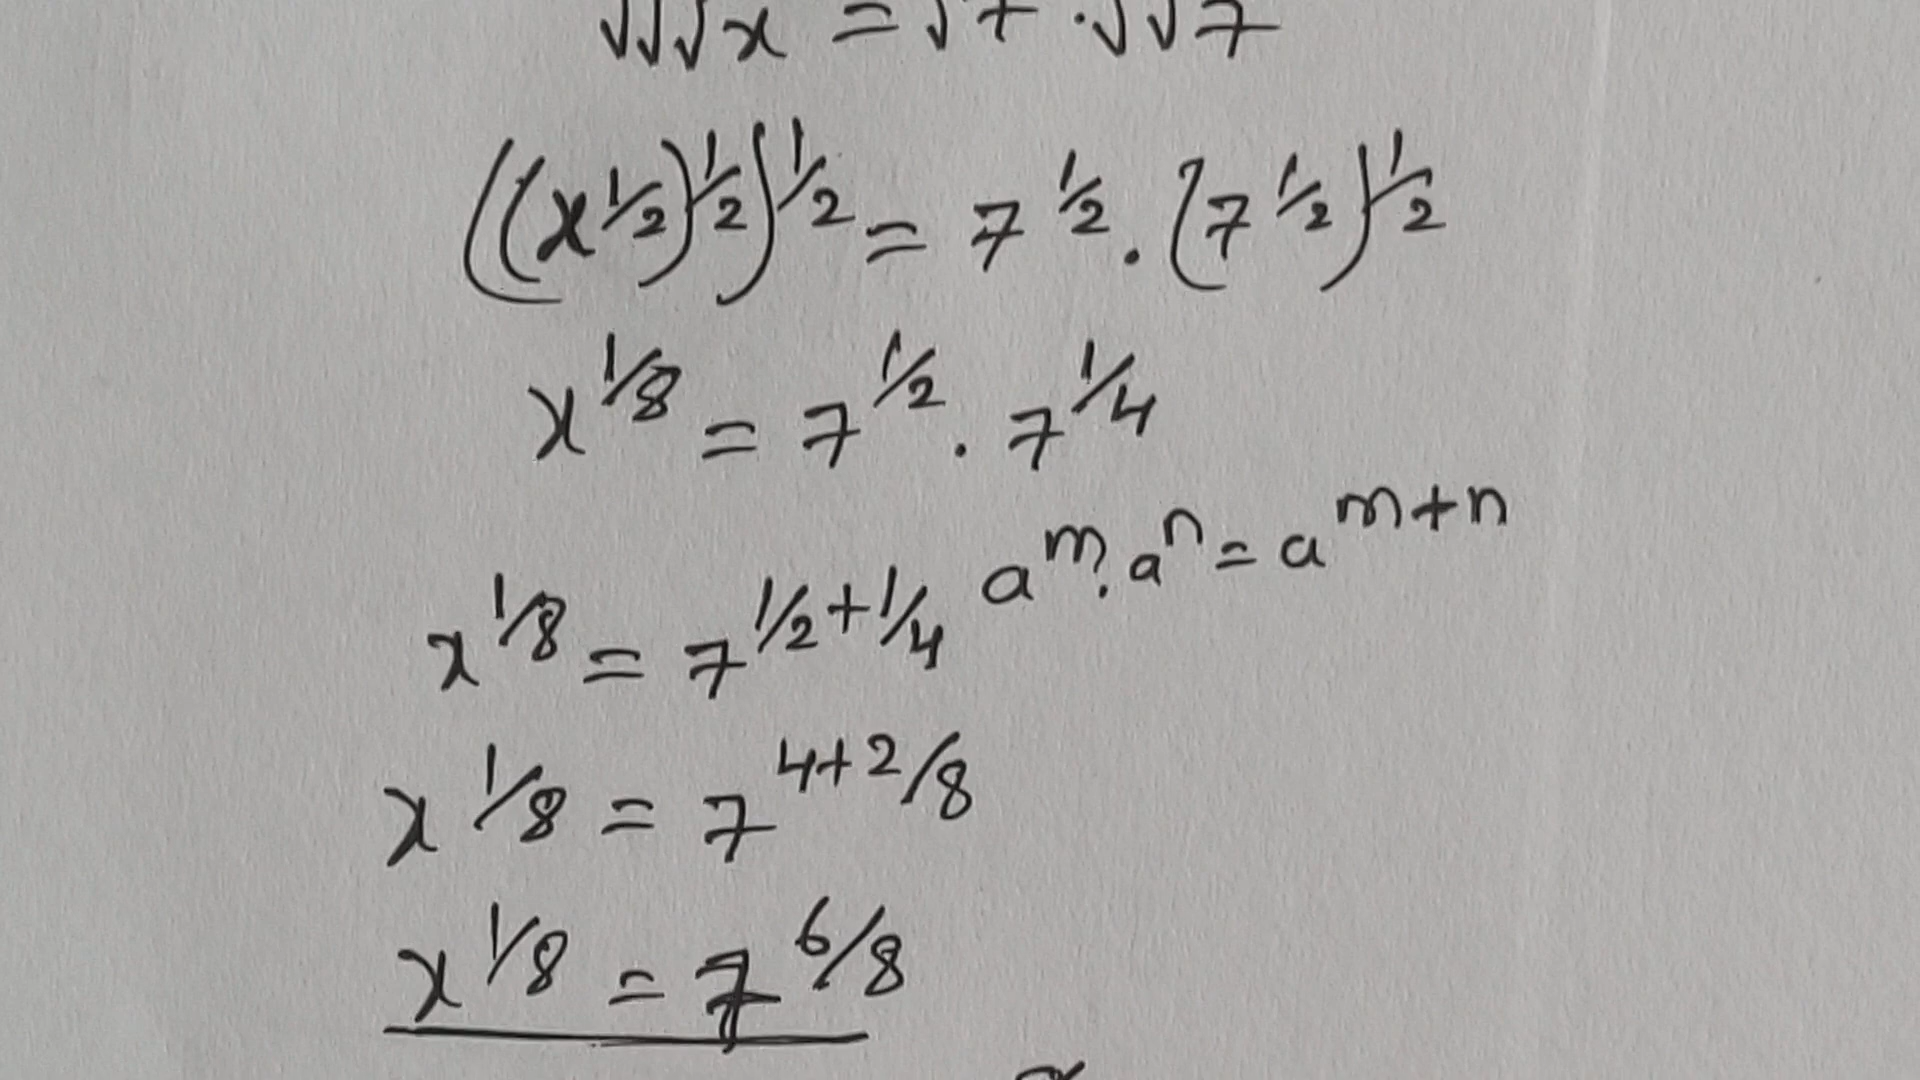 √√√x = √7 · √√7
((x^1/2)^1/2)^1/2 = 7^1/2 . (7^1/2)^1/2
x^1/8 = 7^1/2 . 7^1/4
a^m . a^n = a^m+n
x^1/8 = 7^1/2+1/4
x^1/8 = 7^4+2/8
x^1/8 = 7^6/8